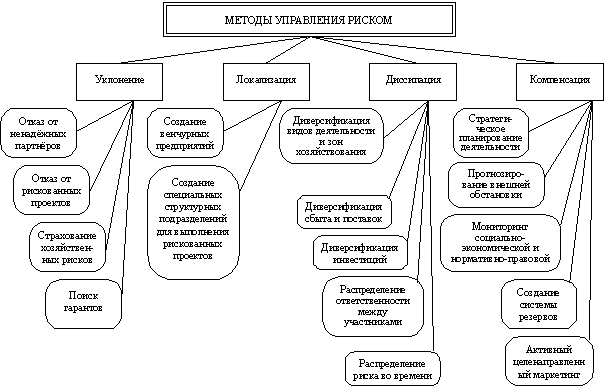 МЕТОДЫ УПРАВЛЕНИЯ РИСКОМ
Уклонение
Локализация
Диссипация
Компенсация
Отказ от
ненадёжных
партнёров
Отказ от
рискованных
проектов
Страхование
хозяйствен-
ных рисков
Поиск
гарантов
Создание
венчурных
предприятий
Создание
специальных
структурных
подразделений
для выполнения
рискованных
проектов
Диверсификация
видов деятельности
и зон
хозяйствования
Диверсификация
сбыта и поставок
Диверсификация
инвестиций
Распределение
ответственности
между
участниками
Распределение
риска во времени
Стратеги-
ческое
планирование
деятельности
Прогнозиро-
вание внешней
обстановки
Мониторинг
социально-
экономической и
нормативно-правовой
Создание
системы
резервов
Активный
целенаправленн
ый маркетинг